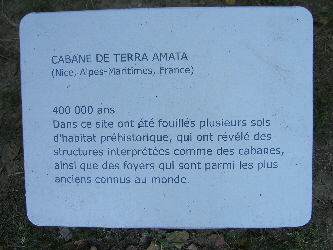 CABANE DE TERRA AMATA
(Nice, Alpes-Maritimes, France)
400 000 ans
Dans ce site ont été fouillés plusieurs sols
d'habitat préhistorique, qui ont révélé des
structures interprétées comme des cabanes,
ainsi que des foyers qui sont parmi les plus
anciens connus au monde.